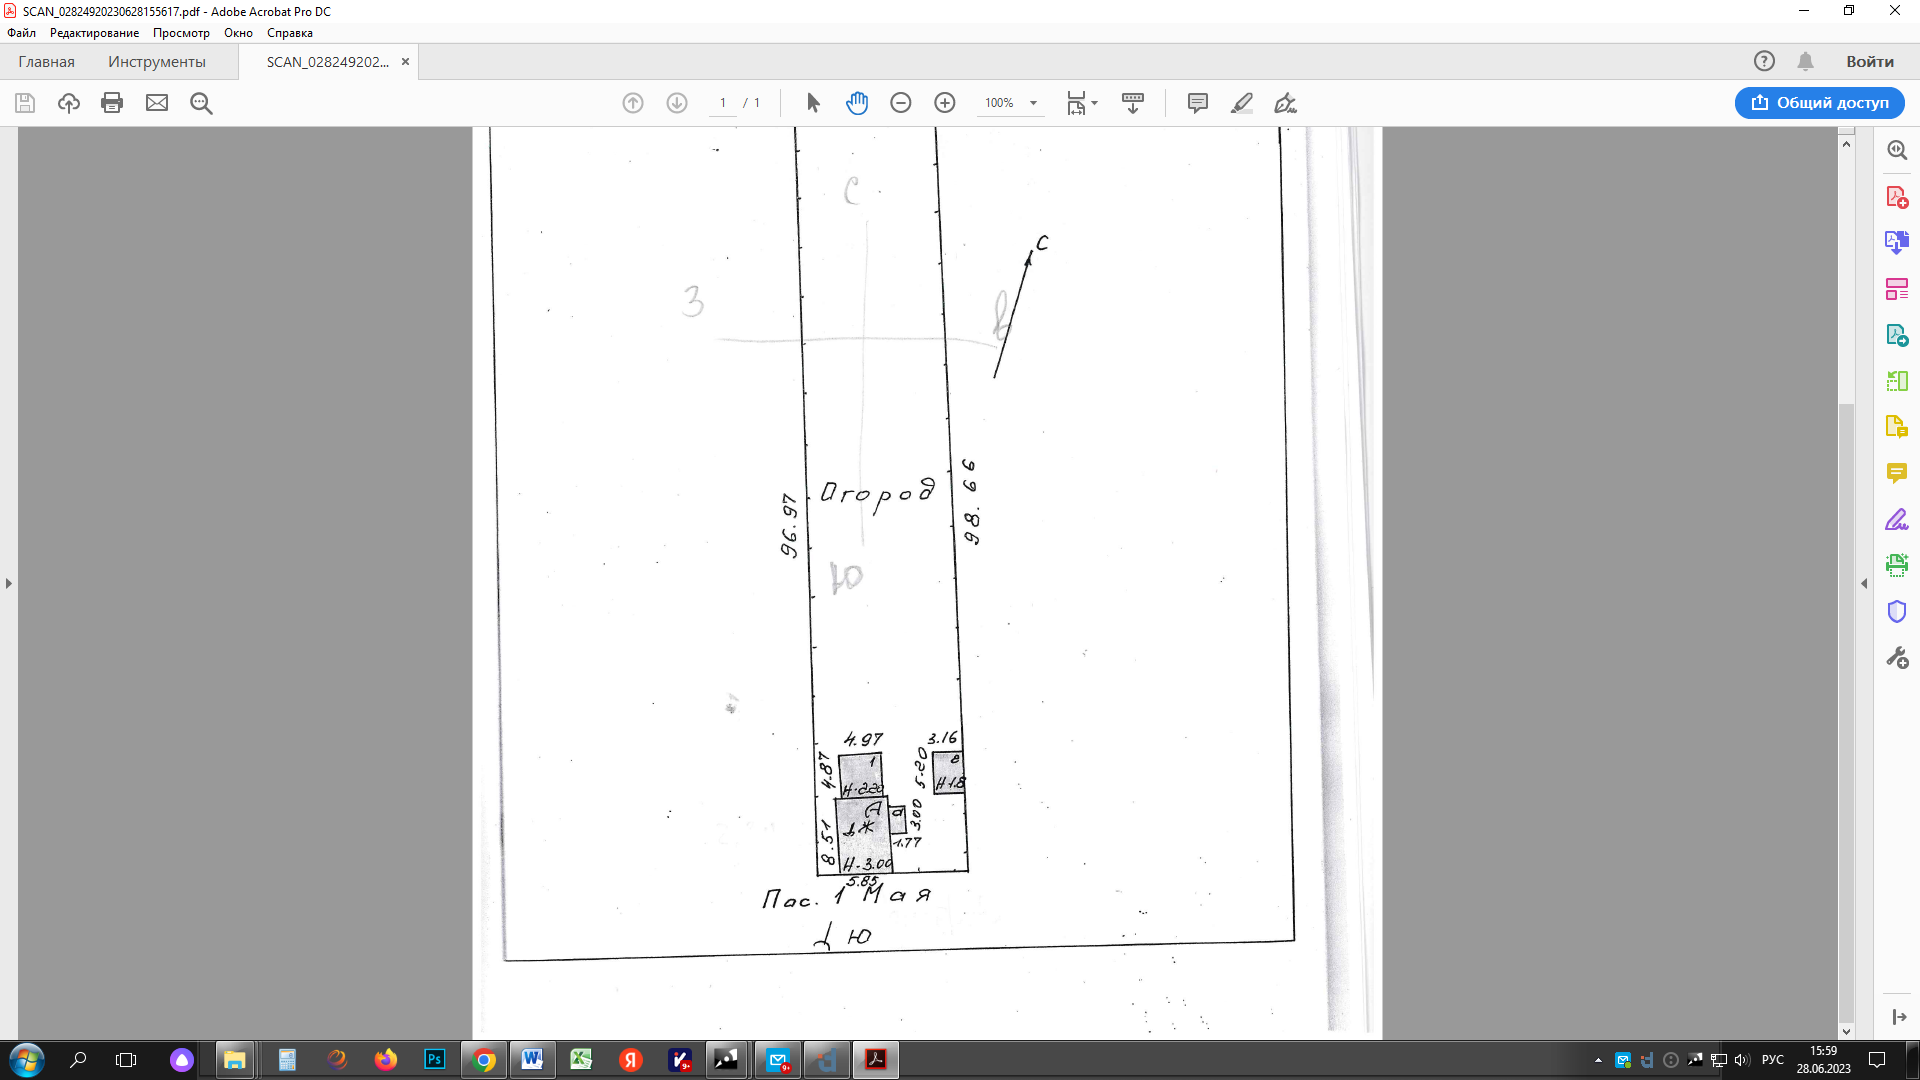 SCAN_02824920230628155617.pdf - Adobe Acrobat Pro DC
Файл Редактирование Просмотр Окно Справка
Главная Инструменты SCAN_028249202... × Войти
1 / 1 100% Общий доступ
С
С
З
В
96.97
Огород
98.66
Ю
4.97
3.16
4.87
1
Н-2.20
5.20
2
Н-1.8
8.51
А
а
3.00
1.77
Ж
Н-3.00
5.85
Пос. 1 Мая
Ю
РУС
15:59
28.06.2023